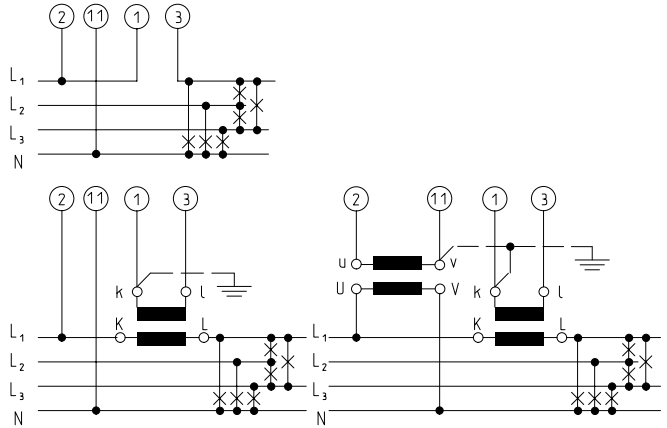 2 11 1 3
L1
L2
L3
N
2 11 1 3 2 11 1 3
u v
k l k l
U V
K L K L
L1 L1
L2 L2
L3 L3
N N